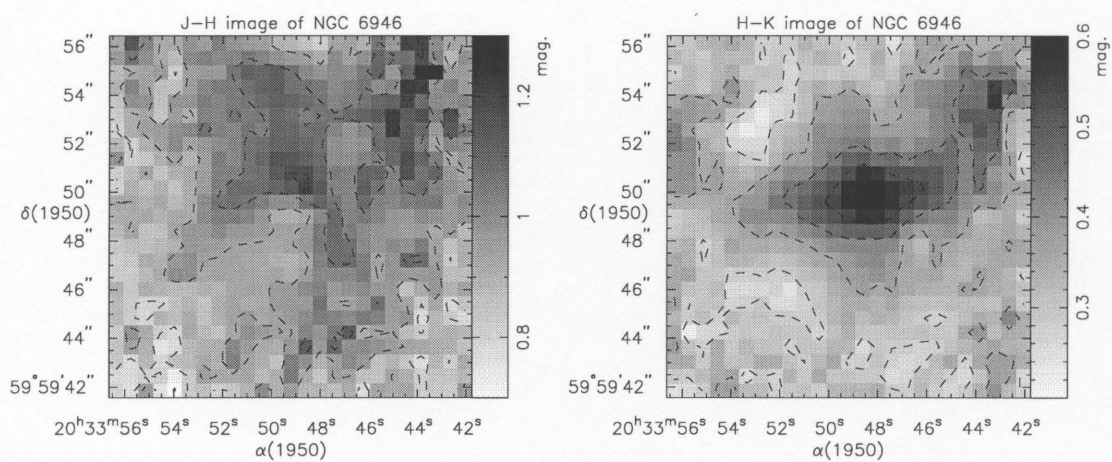 J-H image of NGC 6946
56"
54"
52"
50"
δ(1950)
48"
46"
44"
59°59'42"
20ʰ33ᵐ56ˢ 54ˢ 52ˢ 50ˢ 48ˢ 46ˢ 44ˢ 42ˢ
α(1950)
mag.
1.2
1
0.8
H-K image of NGC 6946
56"
54"
52"
50"
δ(1950)
48"
46"
44"
59°59'42"
20ʰ33ᵐ56ˢ 54ˢ 52ˢ 50ˢ 48ˢ 46ˢ 44ˢ 42ˢ
α(1950)
mag.
0.6
0.5
0.4
0.3